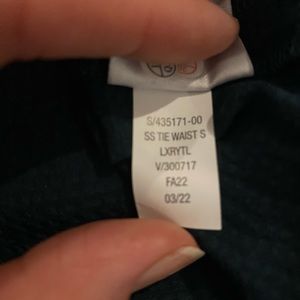 S/435171-00
SS TIE WAIST S
LXRYTL
V/300717
FA22
03/22